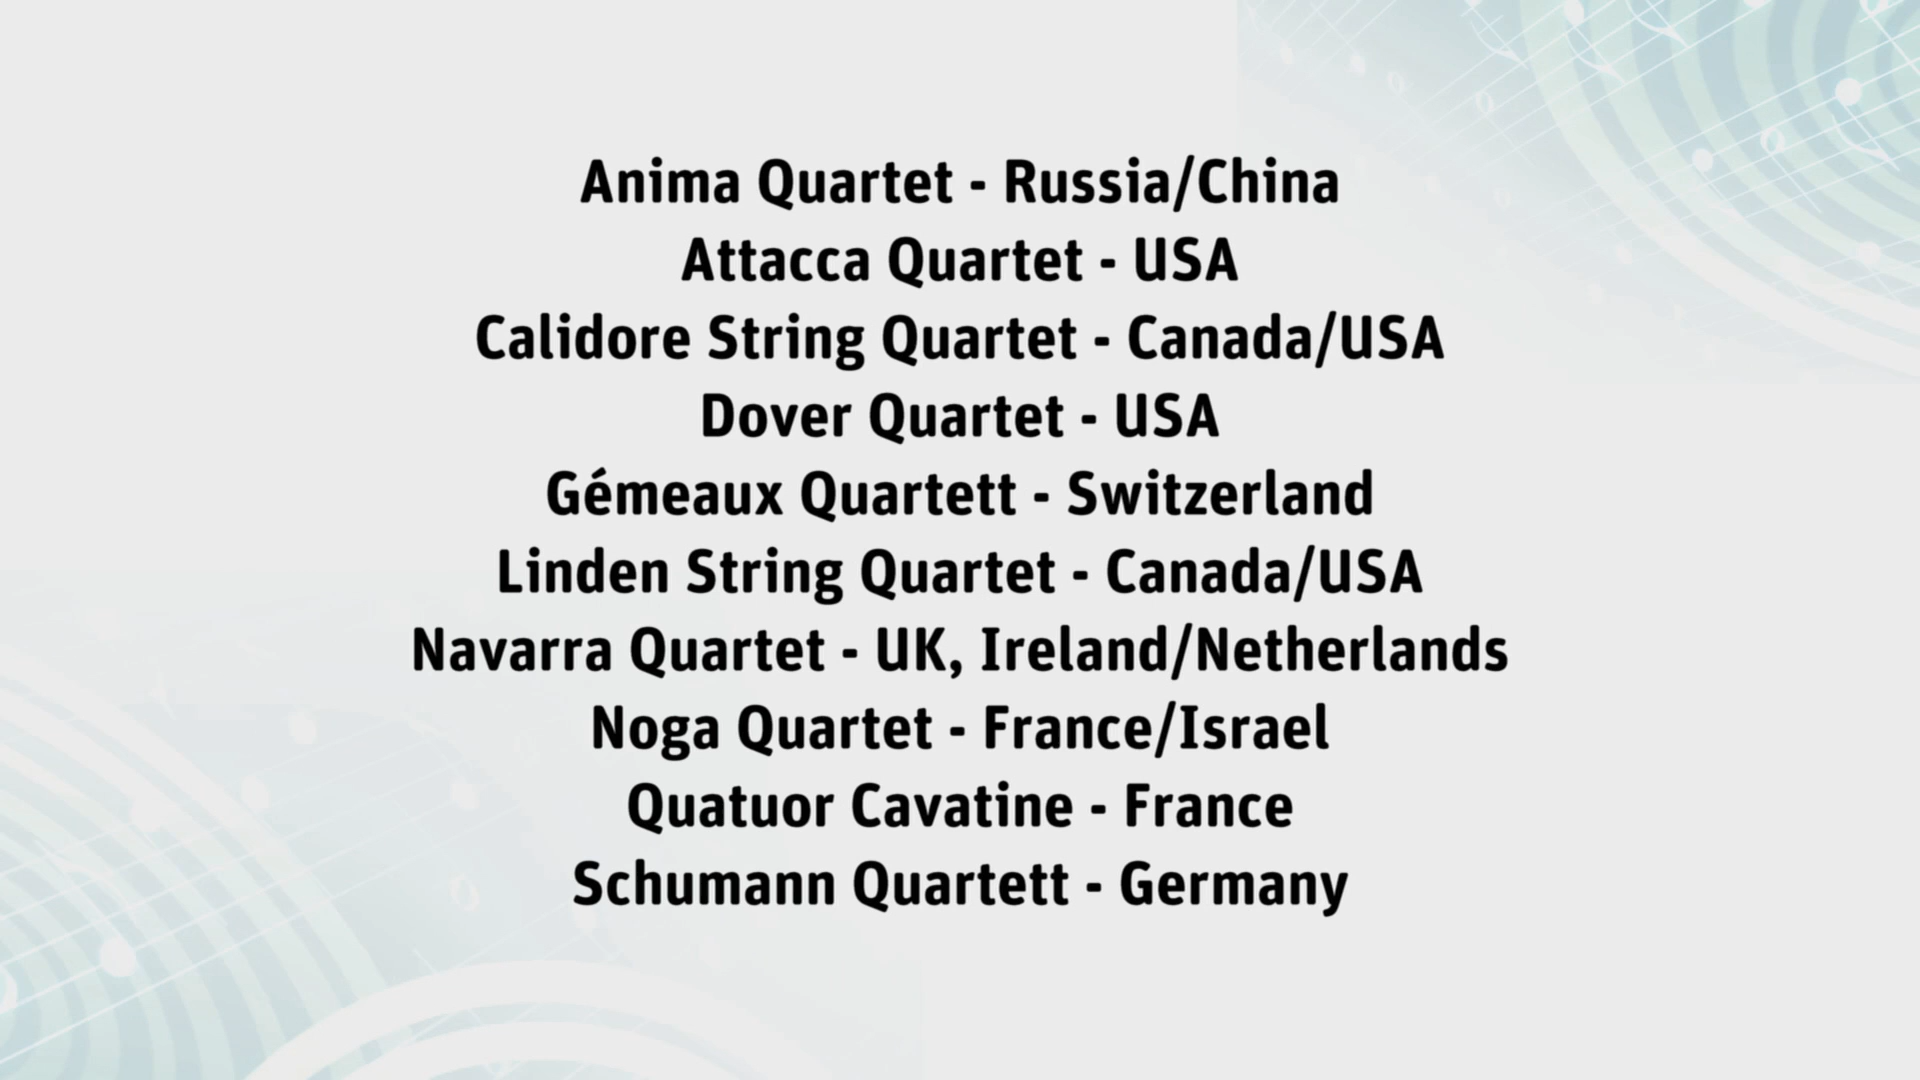 Anima Quartet - Russia/China
Attacca Quartet - USA
Calidore String Quartet - Canada/USA
Dover Quartet - USA
Gémeaux Quartett - Switzerland
Linden String Quartet - Canada/USA
Navarra Quartet - UK, Ireland/Netherlands
Noga Quartet - France/Israel
Quatuor Cavatine - France
Schumann Quartett - Germany